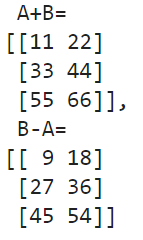 A+B=
[[11 22]
[33 44]
[55 66]],
B-A=
[[ 9 18]
[27 36]
[45 54]]